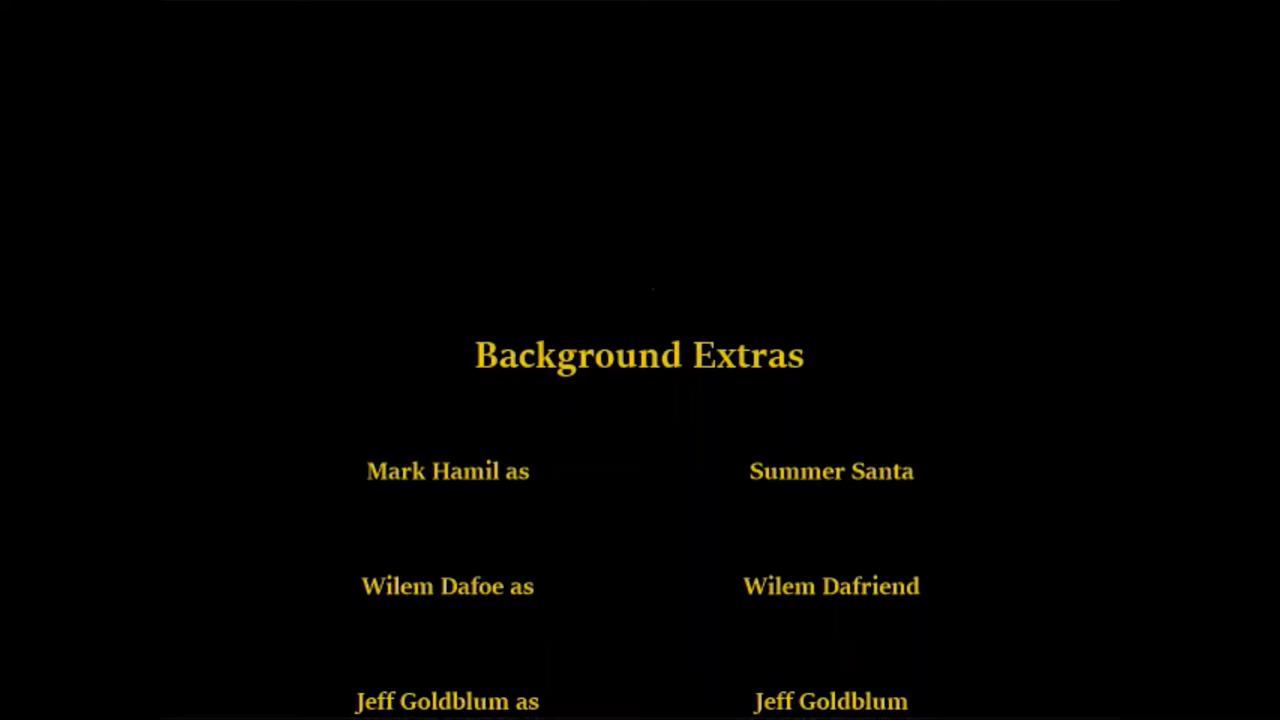 Background Extras
Mark Hamil as Summer Santa
Wilem Dafoe as Wilem Dafriend
Jeff Goldblum as Jeff Goldblum